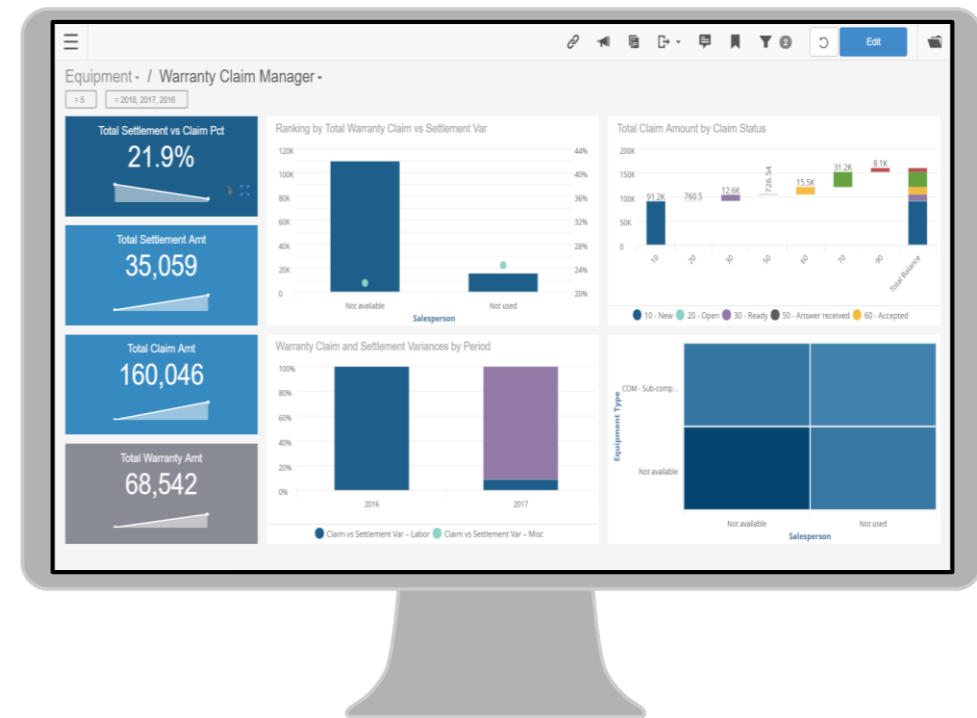 2
Edit
Equipment / Warranty Claim Manager
= 5 = 2018, 2017, 2016
Total Settlement vs Claim Pct
21.9%
Total Settlement Amt
35,059
Total Claim Amt
160,046
Total Warranty Amt
68,542
Ranking by Total Warranty Claim vs Settlement Var
120K 44%
100K 40%
80K 36%
60K 32%
40K 28%
20K 24%
0 20%
Not available Not used
Salesperson
Total Claim Amount by Claim Status
200K
150K
100K
50K
0
91.2K 760.5 12.6K 726.54 15.5K 31.2K 8.1K
10 20 30 50 60 70 90 Total Balance
10 - New 20 - Open 30 - Ready 50 - Answer received 60 - Accepted
Warranty Claim and Settlement Variances by Period
100%
80%
60%
40%
20%
0%
2016 2017
Claim vs Settlement Var – Labor Claim vs Settlement Var – Misc
Equipment Type
COM - Sub-comp...
Not available
Not available Not used
Salesperson